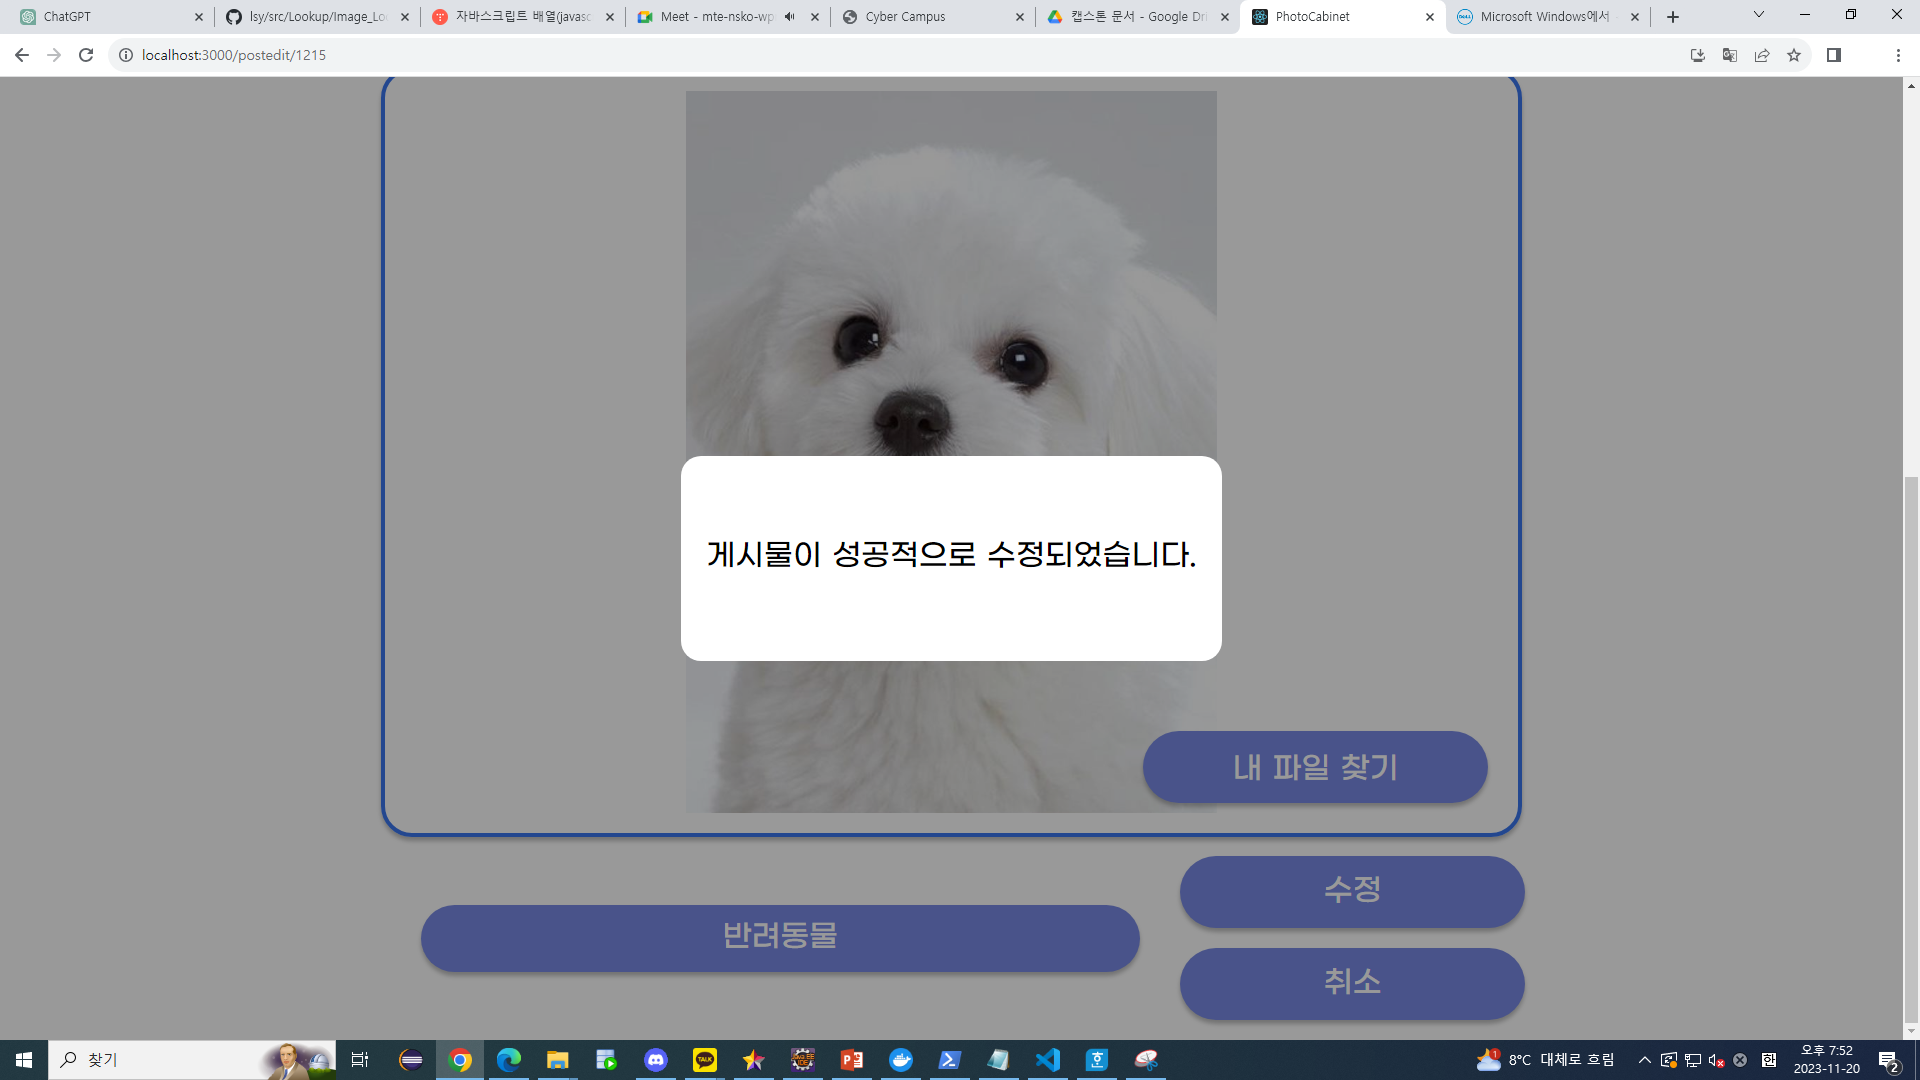 ChatGPT
lsy/src/Lookup/Image_Lo
자바스크립트 배열(javasc
Meet - mte-nsko-wp
Cyber Campus
캡스톤 문서 - Google Dri
PhotoCabinet
Microsoft Windows에서
localhost:3000/postedit/1215
게시물이 성공적으로 수정되었습니다.
내 파일 찾기
수정
반려동물
취소
찾기
TALK
1
8°C 대체로 흐림
오후 7:52
2023-11-20
2